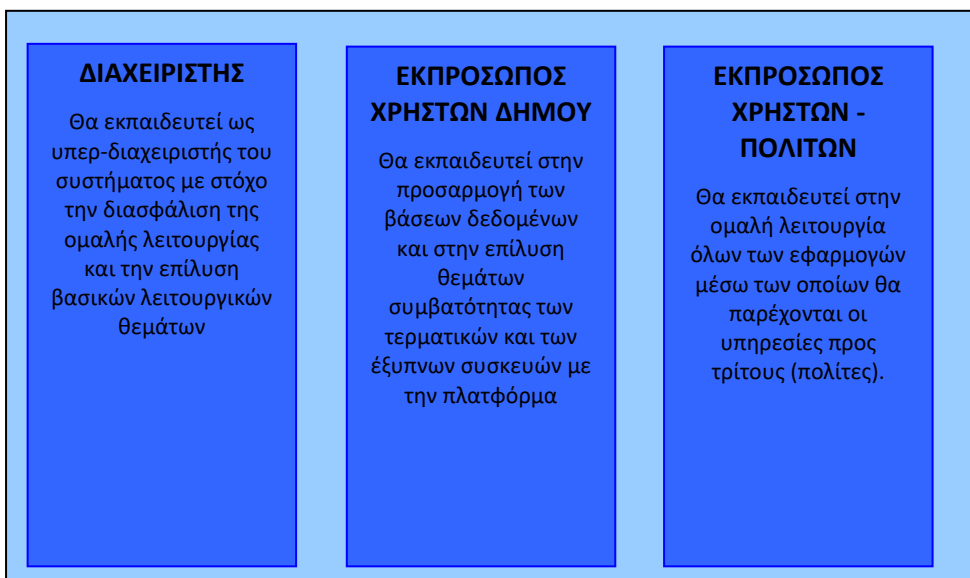 ΔΙΑΧΕΙΡΙΣΤΗΣ
Θα εκπαιδευτεί ως
υπερ-διαχειριστής του
συστήματος με στόχο
την διασφάλιση της
ομαλής λειτουργίας
και την επίλυση
βασικών λειτουργικών
θεμάτων
ΕΚΠΡΟΣΩΠΟΣ
ΧΡΗΣΤΩΝ ΔΗΜΟΥ
Θα εκπαιδευτεί στην
προσαρμογή των
βάσεων δεδομένων
και στην επίλυση
θεμάτων
συμβατότητας των
τερματικών και των
έξυπνων συσκευών με
την πλατφόρμα
ΕΚΠΡΟΣΩΠΟΣ
ΧΡΗΣΤΩΝ -
ΠΟΛΙΤΩΝ
Θα εκπαιδευτεί στην
ομαλή λειτουργία
όλων των εφαρμογών
μέσω των οποίων θα
παρέχονται οι
υπηρεσίες προς
τρίτους (πολίτες).